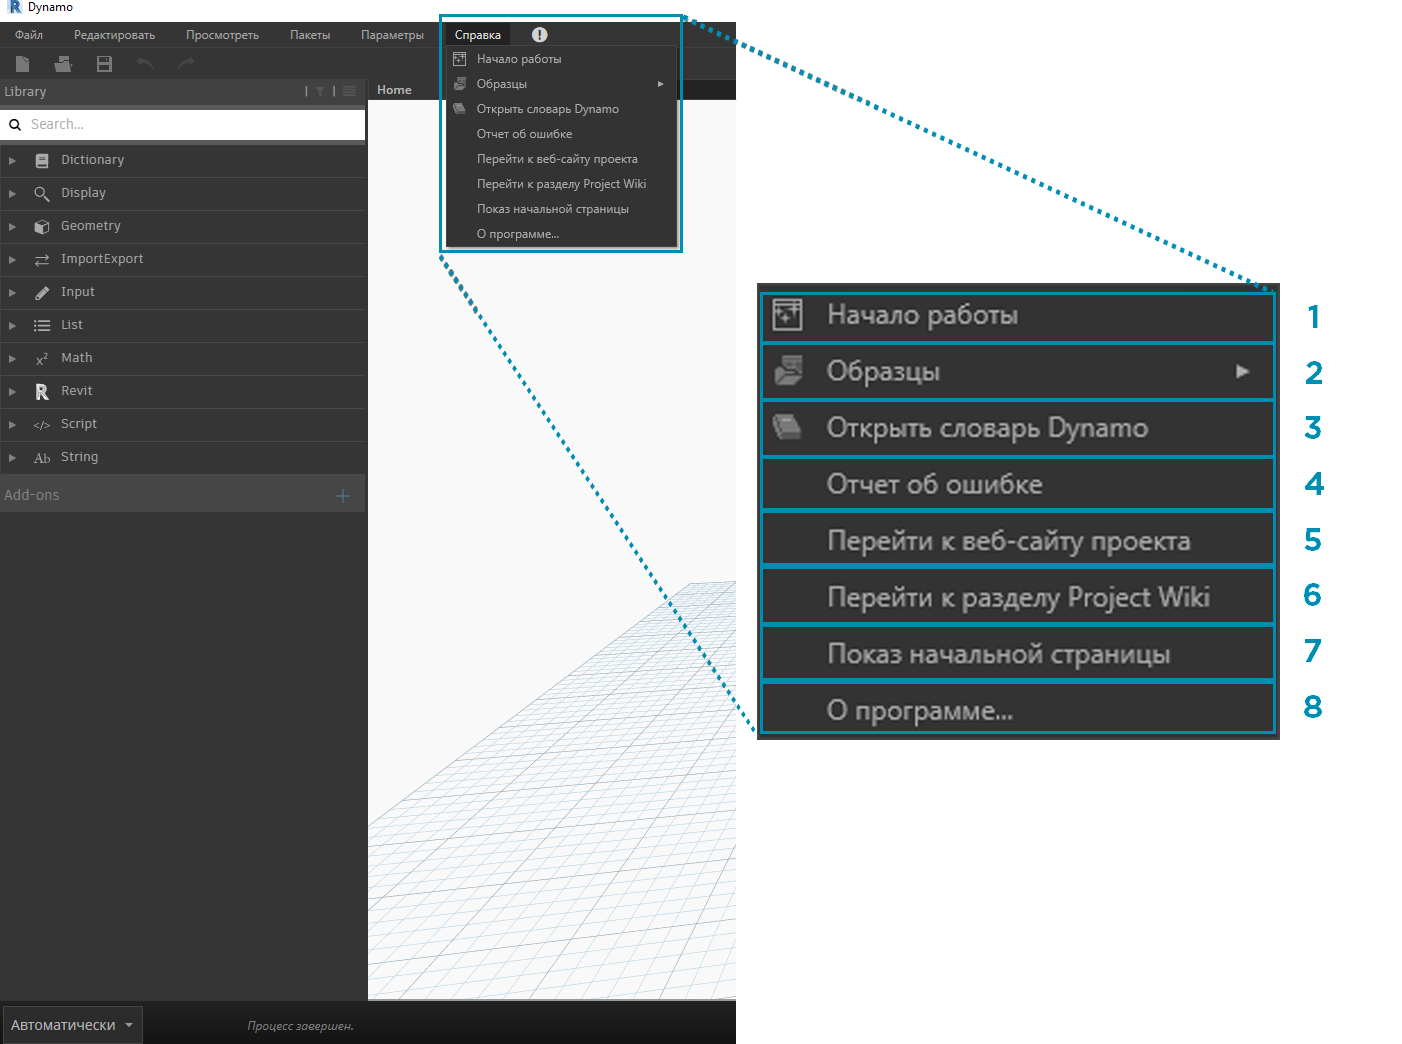 Dynamo
Файл Редактировать Просмотреть Пакеты Параметры Справка
Начало работы
Образцы
Открыть словарь Dynamo
Отчет об ошибке
Перейти к веб-сайту проекта
Перейти к разделу Project Wiki
Показ начальной страницы
О программе...
Library
Home
Search...
Dictionary
Display
Geometry
ImportExport
Input
List
Math
Revit
Script
String
Add-ons
Автоматически
Процесс завершен.
Начало работы 1
Образцы 2
Открыть словарь Dynamo 3
Отчет об ошибке 4
Перейти к веб-сайту проекта 5
Перейти к разделу Project Wiki 6
Показ начальной страницы 7
О программе... 8